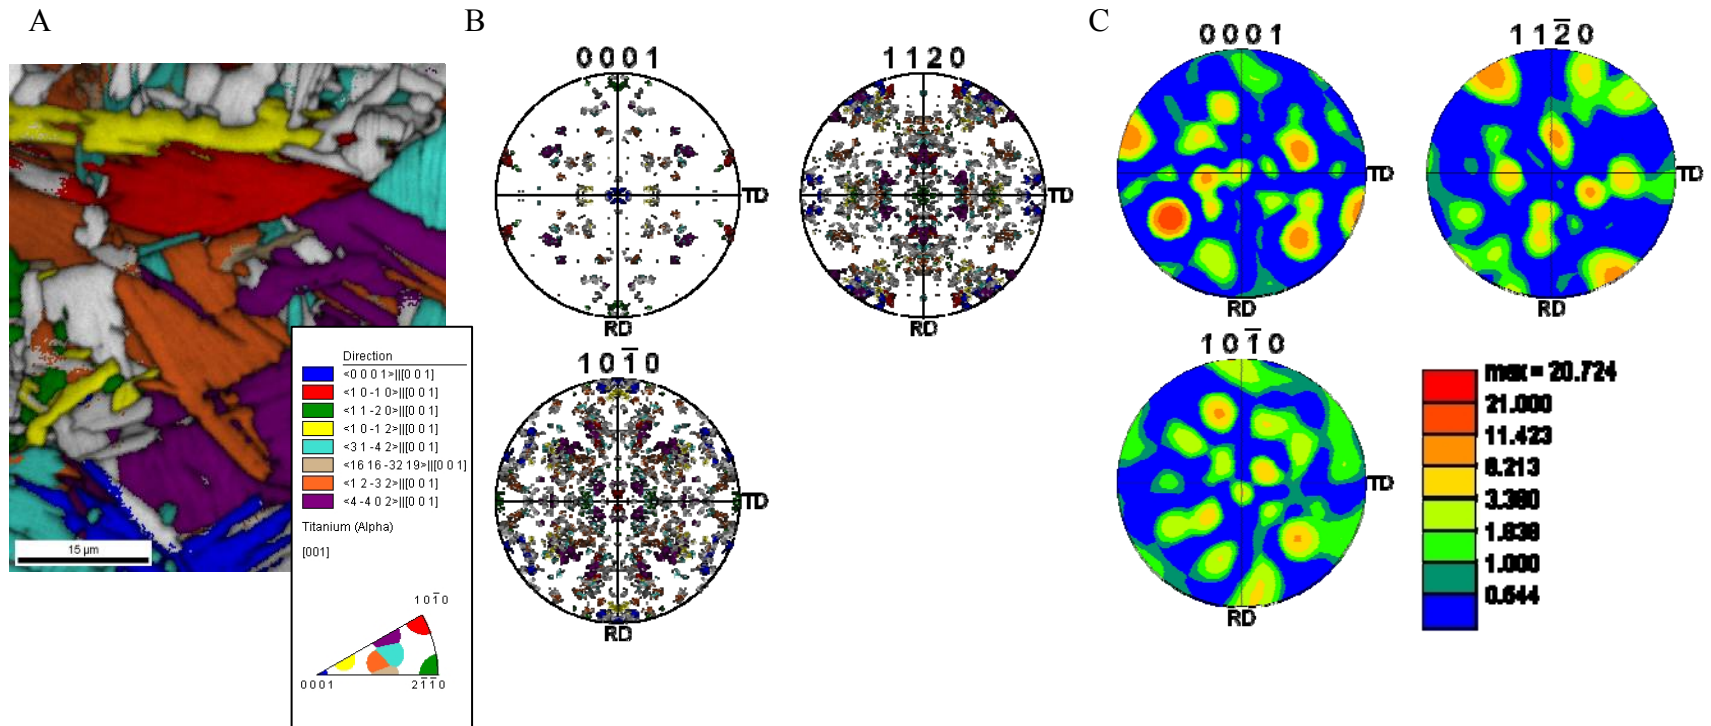 A
B
C
0 0 0 1
1 1 2 0
0 0 0 1
1 1 2̅ 0
TD
TD
TD
TD
RD
RD
RD
RD
1 0 1̅ 0
1 0 1̅ 0
Direction
<0 0 0 1>||[0 0 1]
<1 0 -1 0>||[0 0 1]
<1 1 -2 0>||[0 0 1]
<1 0 -1 2>||[0 0 1]
<3 1 -4 2>||[0 0 1]
<16 16 -32 19>||[0 0 1]
<1 2 -3 2>||[0 0 1]
<4 -4 0 2>||[0 0 1]
Titanium (Alpha)
[001]
15 µm
TD
TD
RD
RD
max = 20.724
21.000
11.423
6.213
3.380
1.838
1.000
0.544
1 0 1̅ 0
0 0 0 1
2 1̅ 1̅ 0